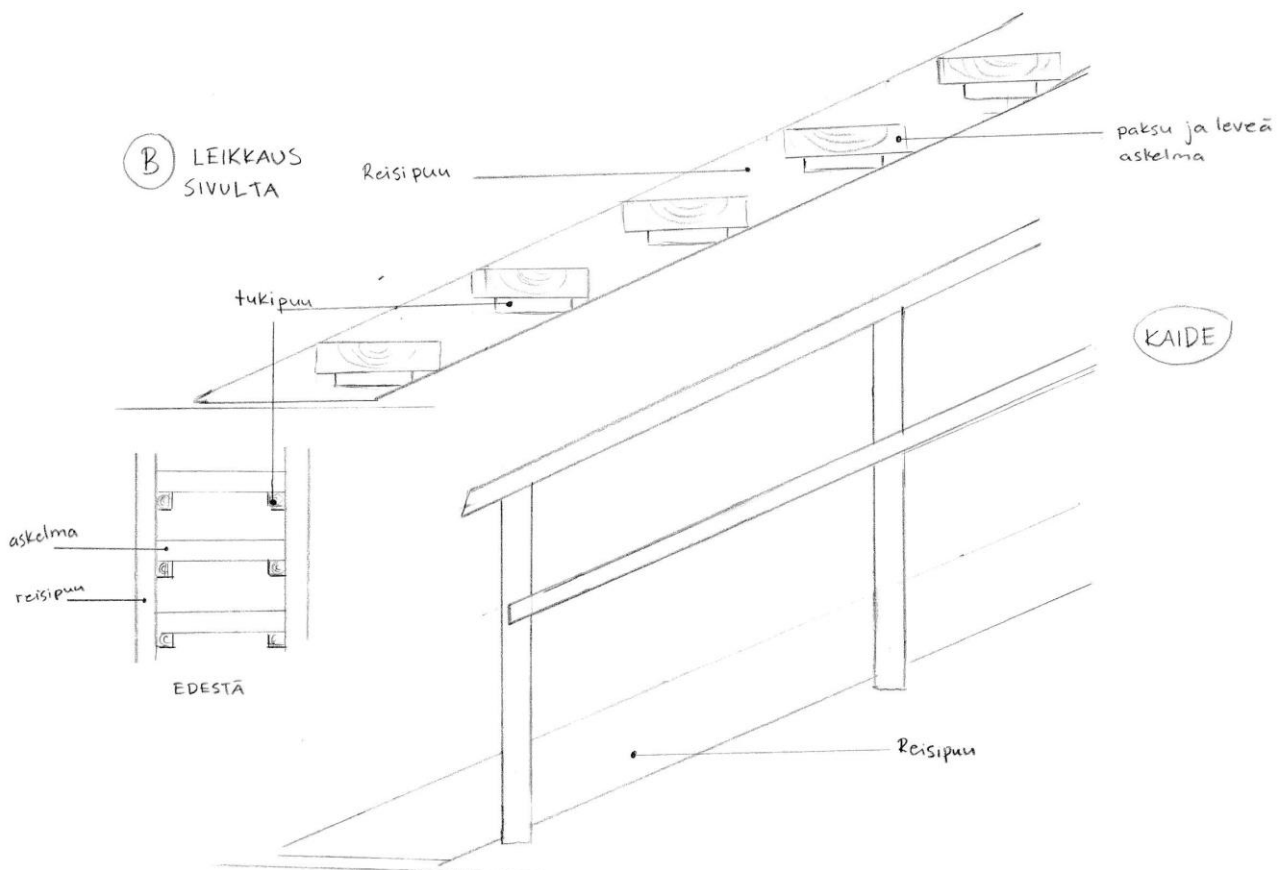 B LEIKKAUS
SIVULTA
Reisipuu
paksu ja leveä
askelma
tukipuu
KAIDE
askelma
reisipuu
EDESTÄ
Reisipuu